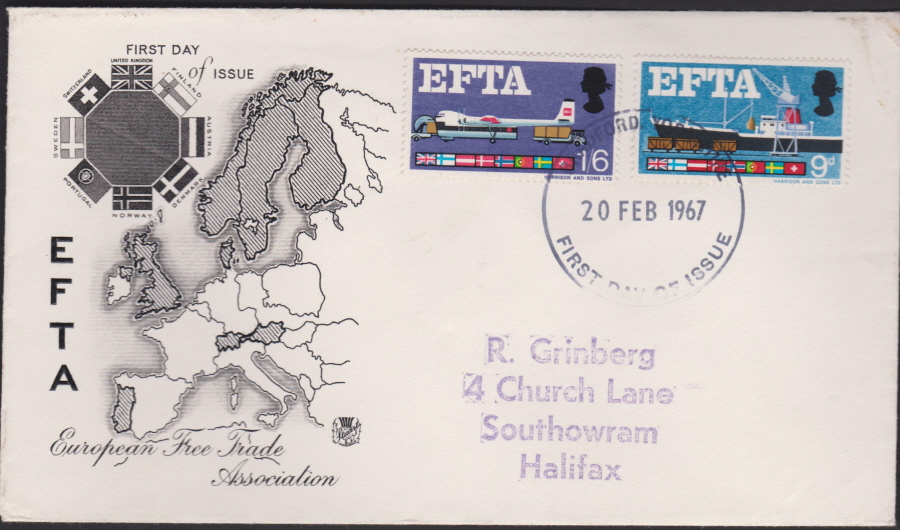 FIRST DAY
of ISSUE
UNITED KINGDOM
SWITZERLAND
FINLAND
SWEDEN
AUSTRIA
PORTUGAL
DENMARK
NORWAY
E
F
T
A
European Free Trade
Association
EFTA
1/6
HARRISON AND SONS LTD
EFTA
9d
HARRISON AND SONS LTD
20 FEB 1967
FIRST DAY OF ISSUE
R. Grinberg
4 Church Lane
Southowram
Halifax